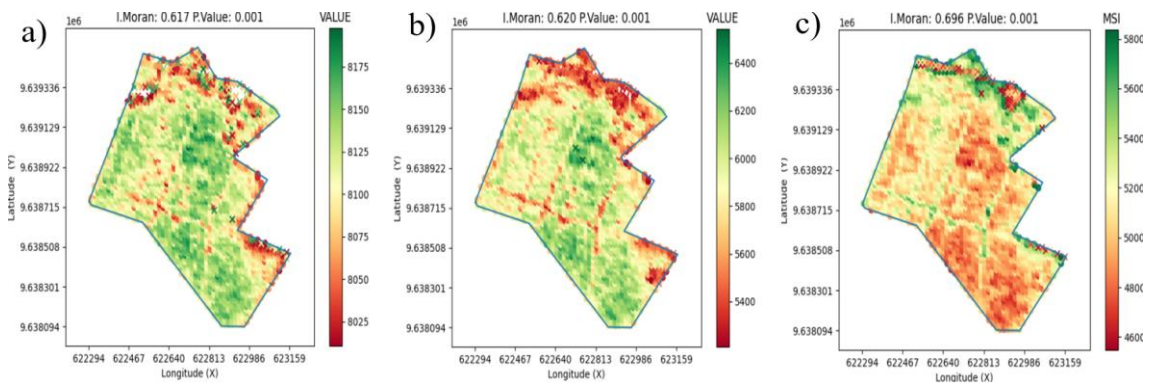 a)
I.Moran: 0.617 P.Value: 0.001
VALUE
1e6
9.639336
9.639129
9.638922
9.638715
9.638508
9.638301
9.638094
Latitude (Y)
622294 622467 622640 622813 622986 623159
Longitude (X)
8175
8150
8125
8100
8075
8050
8025
b)
I.Moran: 0.620 P.Value: 0.001
VALUE
1e6
9.639336
9.639129
9.638922
9.638715
9.638508
9.638301
9.638094
Latitude (Y)
622294 622467 622640 622813 622986 623159
Longitude (X)
6400
6200
6000
5800
5600
5400
c)
I.Moran: 0.696 P.Value: 0.001
MSI
1e6
9.639336
9.639129
9.638922
9.638715
9.638508
9.638301
9.638094
Latitude (Y)
622294 622467 622640 622813 622986 623159
Longitude (X)
5800
5600
5400
5200
5000
4800
4600